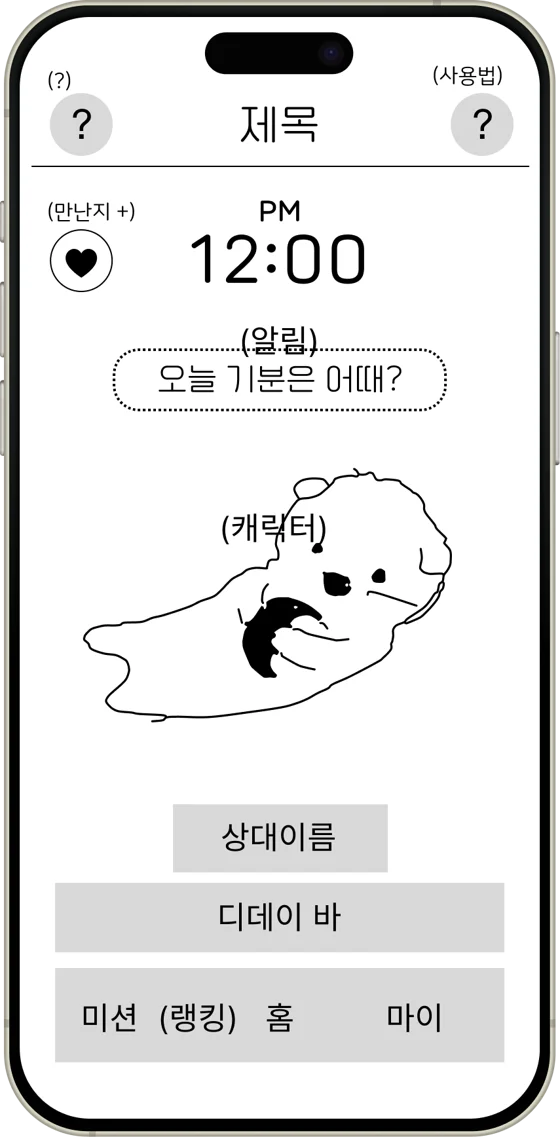 (?)
(사용법)
?
제목
?
(만난지 +)
PM
12:00
(알림)
오늘 기분은 어때?
(캐릭터)
상대이름
디데이 바
미션 (랭킹) 홈 마이